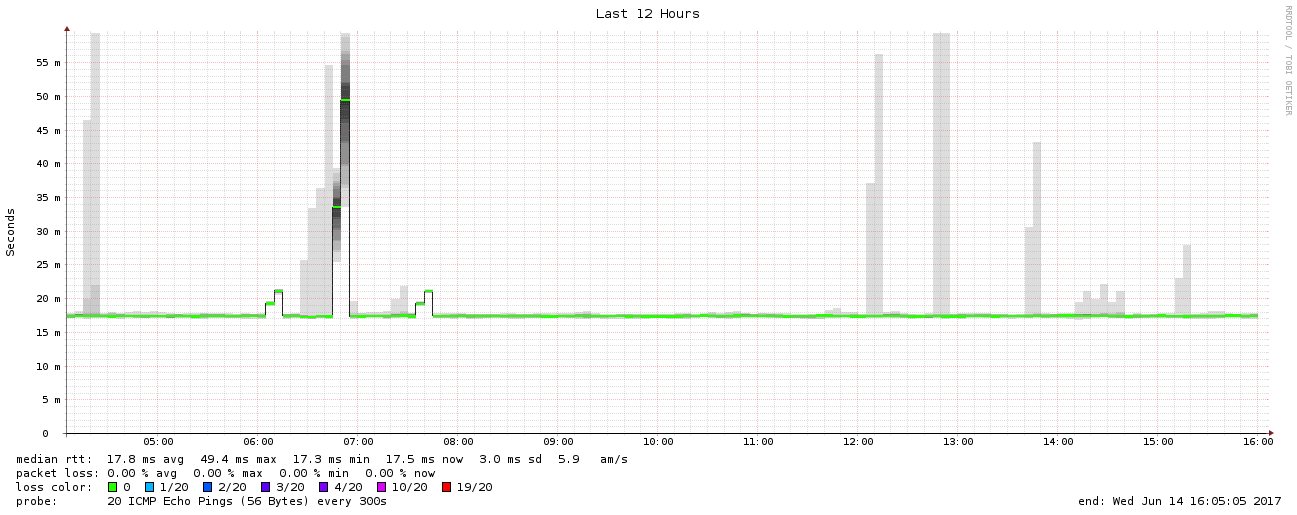 Last 12 Hours
RRDTOOL / TOBI OETIKER
Seconds
55 m
50 m
45 m
40 m
35 m
30 m
25 m
20 m
15 m
10 m
5 m
0
05:00 06:00 07:00 08:00 09:00 10:00 11:00 12:00 13:00 14:00 15:00 16:00
median rtt: 17.8 ms avg 49.4 ms max 17.3 ms min 17.5 ms now 3.0 ms sd 5.9 am/s
packet loss: 0.00 % avg 0.00 % max 0.00 % min 0.00 % now
loss color: 0 1/20 2/20 3/20 4/20 10/20 19/20
probe: 20 ICMP Echo Pings (56 Bytes) every 300s end: Wed Jun 14 16:05:05 2017